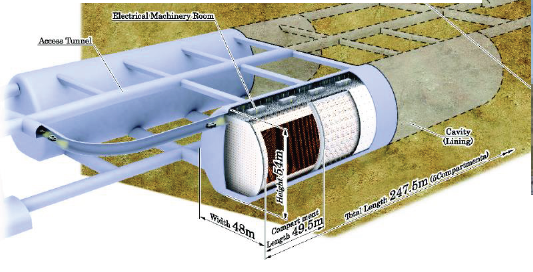 Electrical Machinery Room
Access Tunnel
Cavity
(Lining)
Height 54m
Width 48m
Compartment
Length 49.5m
Total Length 247.5m (5Compartments)